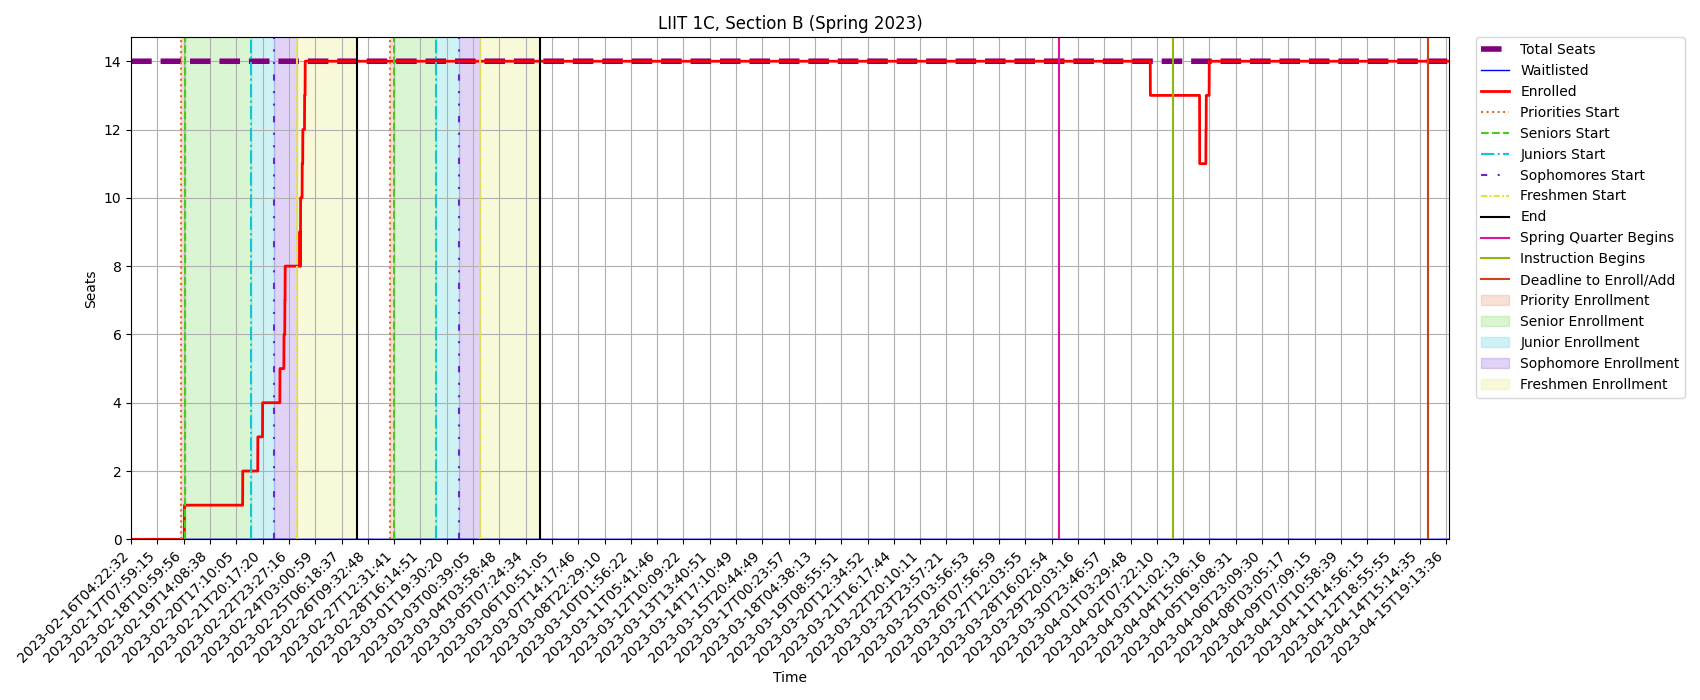 LIIT 1C, Section B (Spring 2023)
Seats
14
12
10
8
6
4
2
0
2023-02-16T04:22:32
2023-02-17T07:59:15
2023-02-18T10:59:56
2023-02-19T14:08:38
2023-02-20T17:10:05
2023-02-21T20:17:20
2023-02-22T23:27:16
2023-02-24T03:00:59
2023-02-25T06:18:37
2023-02-26T09:32:48
2023-02-27T12:31:41
2023-02-28T16:14:51
2023-03-01T19:30:20
2023-03-03T00:39:05
2023-03-04T03:58:48
2023-03-05T07:24:34
2023-03-06T10:51:05
2023-03-07T14:17:46
2023-03-08T22:29:10
2023-03-10T01:56:22
2023-03-11T05:41:46
2023-03-12T10:09:22
2023-03-13T13:40:51
2023-03-14T17:10:49
2023-03-15T20:44:49
2023-03-17T00:23:57
2023-03-18T04:38:13
2023-03-19T08:55:51
2023-03-20T12:34:52
2023-03-21T16:17:44
2023-03-22T20:10:11
2023-03-23T23:57:21
2023-03-25T03:56:53
2023-03-26T07:56:59
2023-03-27T12:03:55
2023-03-28T16:02:54
2023-03-29T20:03:16
2023-03-30T23:46:57
2023-04-01T03:29:48
2023-04-02T07:22:10
2023-04-03T11:02:13
2023-04-04T15:06:16
2023-04-05T19:08:31
2023-04-06T23:09:30
2023-04-08T03:05:17
2023-04-09T07:09:15
2023-04-10T10:58:39
2023-04-11T14:56:15
2023-04-12T18:55:55
2023-04-14T15:14:35
2023-04-15T19:13:36
Time
Total Seats
Waitlisted
Enrolled
Priorities Start
Seniors Start
Juniors Start
Sophomores Start
Freshmen Start
End
Spring Quarter Begins
Instruction Begins
Deadline to Enroll/Add
Priority Enrollment
Senior Enrollment
Junior Enrollment
Sophomore Enrollment
Freshmen Enrollment